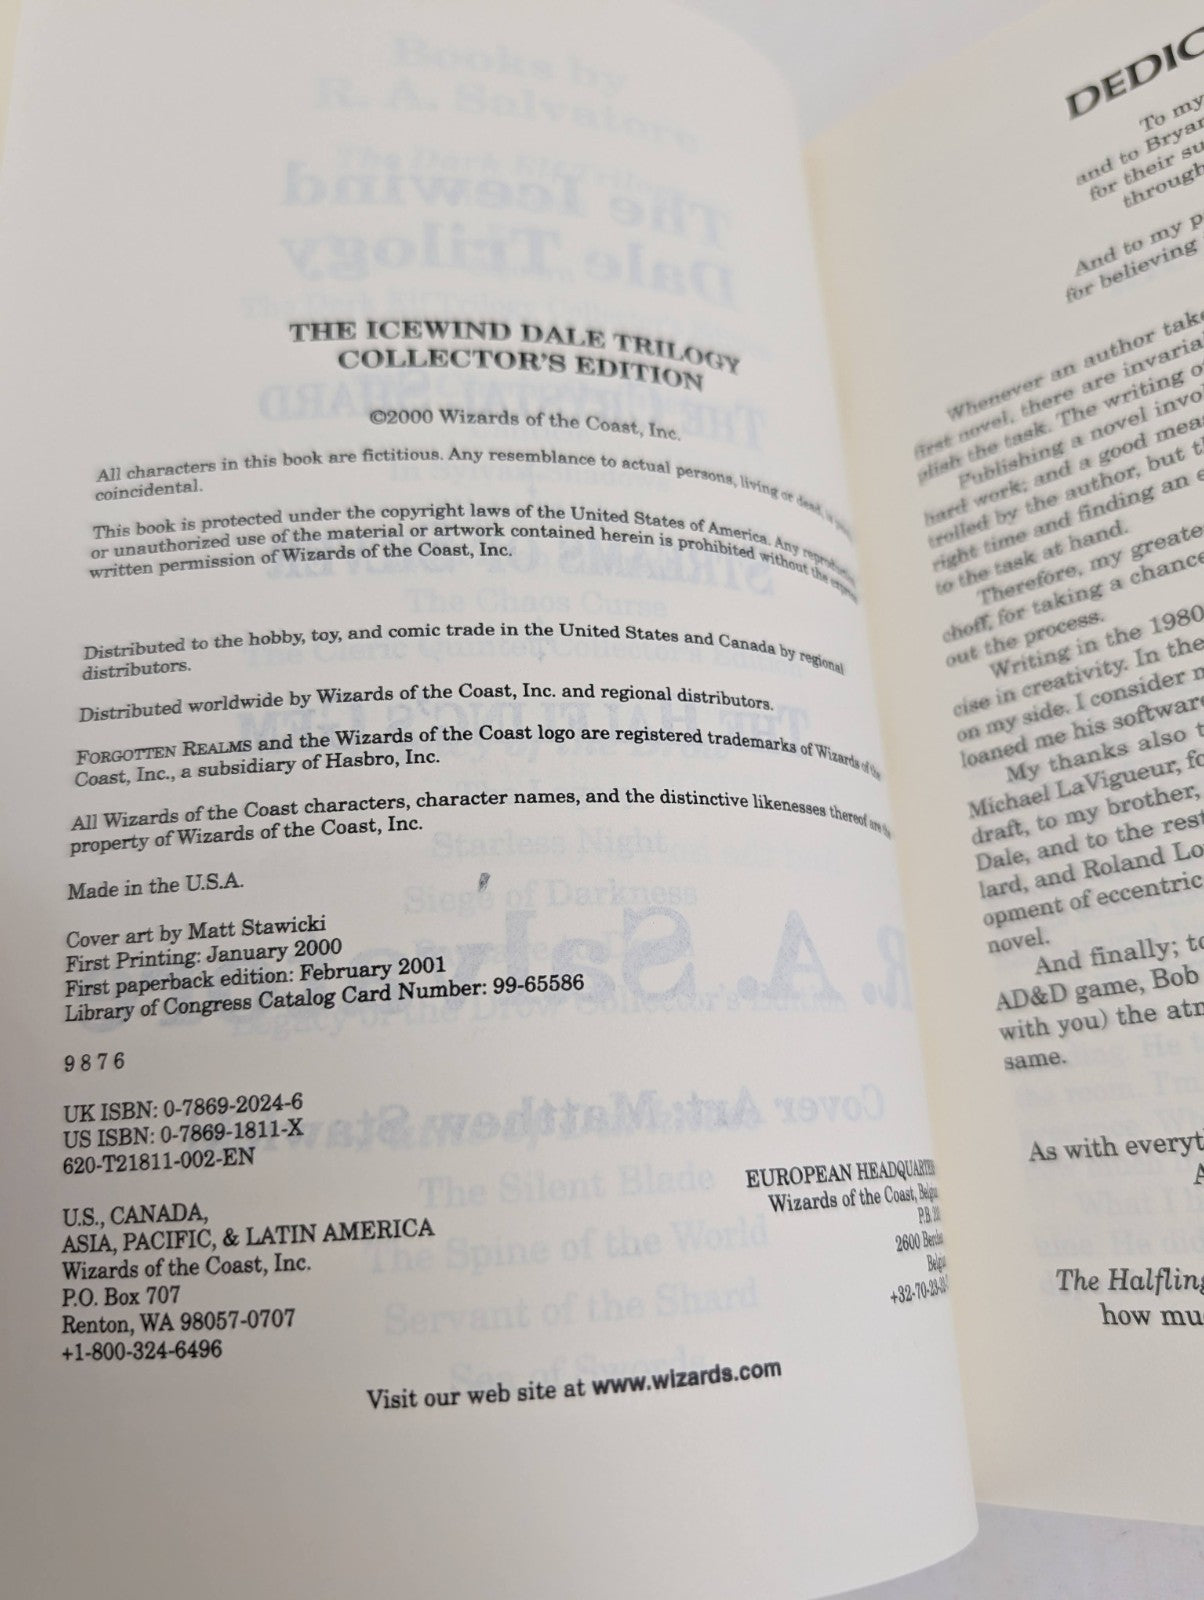 THE ICEWIND DALE TRILOGY
COLLECTOR'S EDITION
©2000 Wizards of the Coast, Inc.
All characters in this book are fictitious. Any resemblance to actual persons, living or dead, is
coincidental.
This book is protected under the copyright laws of the United States of America. Any reproduction
or unauthorized use of the material or artwork contained herein is prohibited without the express
written permission of Wizards of the Coast, Inc.
Distributed to the hobby, toy, and comic trade in the United States and Canada by regional
distributors.
Distributed worldwide by Wizards of the Coast, Inc. and regional distributors.
FORGOTTEN REALMS and the Wizards of the Coast logo are registered trademarks of Wizards of the
Coast, Inc., a subsidiary of Hasbro, Inc.
All Wizards of the Coast characters, character names, and the distinctive likenesses thereof are the
property of Wizards of the Coast, Inc.
Made in the U.S.A.
Cover art by Matt Stawicki
First Printing: January 2000
First paperback edition: February 2001
Library of Congress Catalog Card Number: 99-65586
9 8 7 6
UK ISBN: 0-7869-2024-6
US ISBN: 0-7869-1811-X
620-T21811-002-EN
U.S., CANADA,
ASIA, PACIFIC, & LATIN AMERICA
Wizards of the Coast, Inc.
P.O. Box 707
Renton, WA 98057-0707
+1-800-324-6496
EUROPEAN HEADQUARTERS
Wizards of the Coast, Belgium
P.B.
2600
+32-70-23-
Visit our web site at www.wizards.com
DEDIC
To my
and to Bryan
for their su
through
And to my p
for believing
Whenever an author take
first novel, there are invaria
plish the task. The writing of
Publishing a novel invol
hard work; and a good mea
trolled by the author, but t
right time and finding an e
to the task at hand.
Therefore, my greate
choff, for taking a chance
out the process.
Writing in the 1980
cise in creativity. In the
on my side. I consider m
loaned me his software
My thanks also t
Michael LaVigueur, fo
draft, to my brother,
Dale, and to the rest
lard, and Roland Lo
opment of eccentric
novel.
And finally; to
AD&D game, Bob
with you) the atm
same.
As with everyt
A
The Halfling
how mu